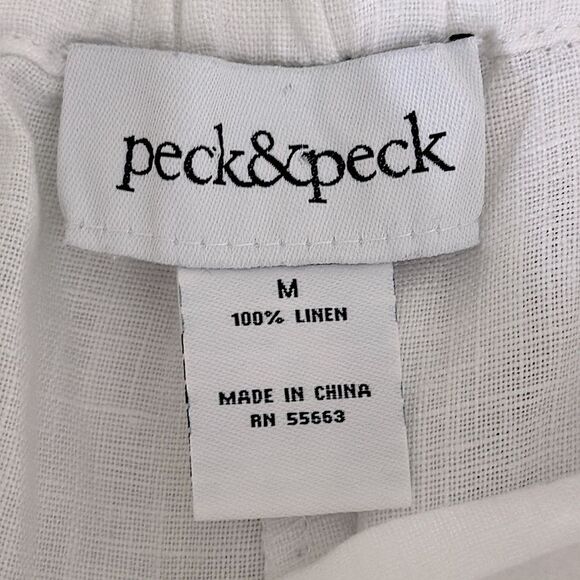 peck&peck
M
100% LINEN
MADE IN CHINA
RN 55663